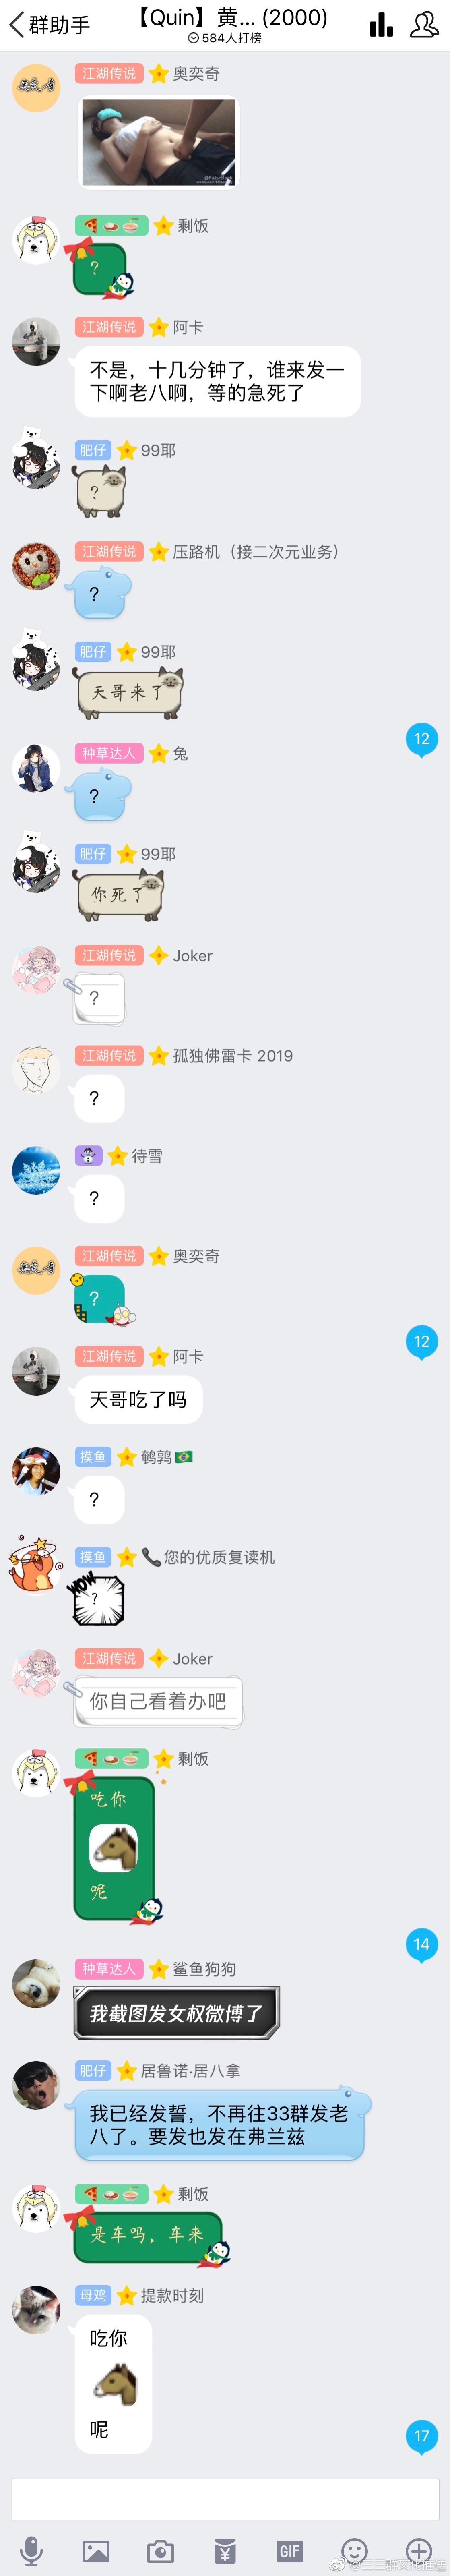 群助手
【Quin】黄... (2000)
584人打榜
江湖传说 奥奕奇
剩饭
?
江湖传说 阿卡
不是，十几分钟了，谁来发一
下啊老八啊，等的急死了
肥仔 99耶
?
江湖传说 压路机（接二次元业务）
?
肥仔 99耶
天哥来了
12
种草达人 兔
?
肥仔 99耶
你死了
江湖传说 Joker
?
江湖传说 孤独佛雷卡 2019
?
待雪
?
江湖传说 奥奕奇
?
12
江湖传说 阿卡
天哥吃了吗
摸鱼 鹌鹑🇧🇷
?
摸鱼 📞您的优质复读机
WOW
?
江湖传说 Joker
你自己看着办吧
剩饭
吃你
呢
14
种草达人 鲨鱼狗狗
我截图发女权微博了
肥仔 居鲁诺·居八拿
我已经发誓，不再往33群发老
八了。要发也发在弗兰兹
剩饭
是车吗，车来
母鸡 提款时刻
吃你
呢
17
GIF